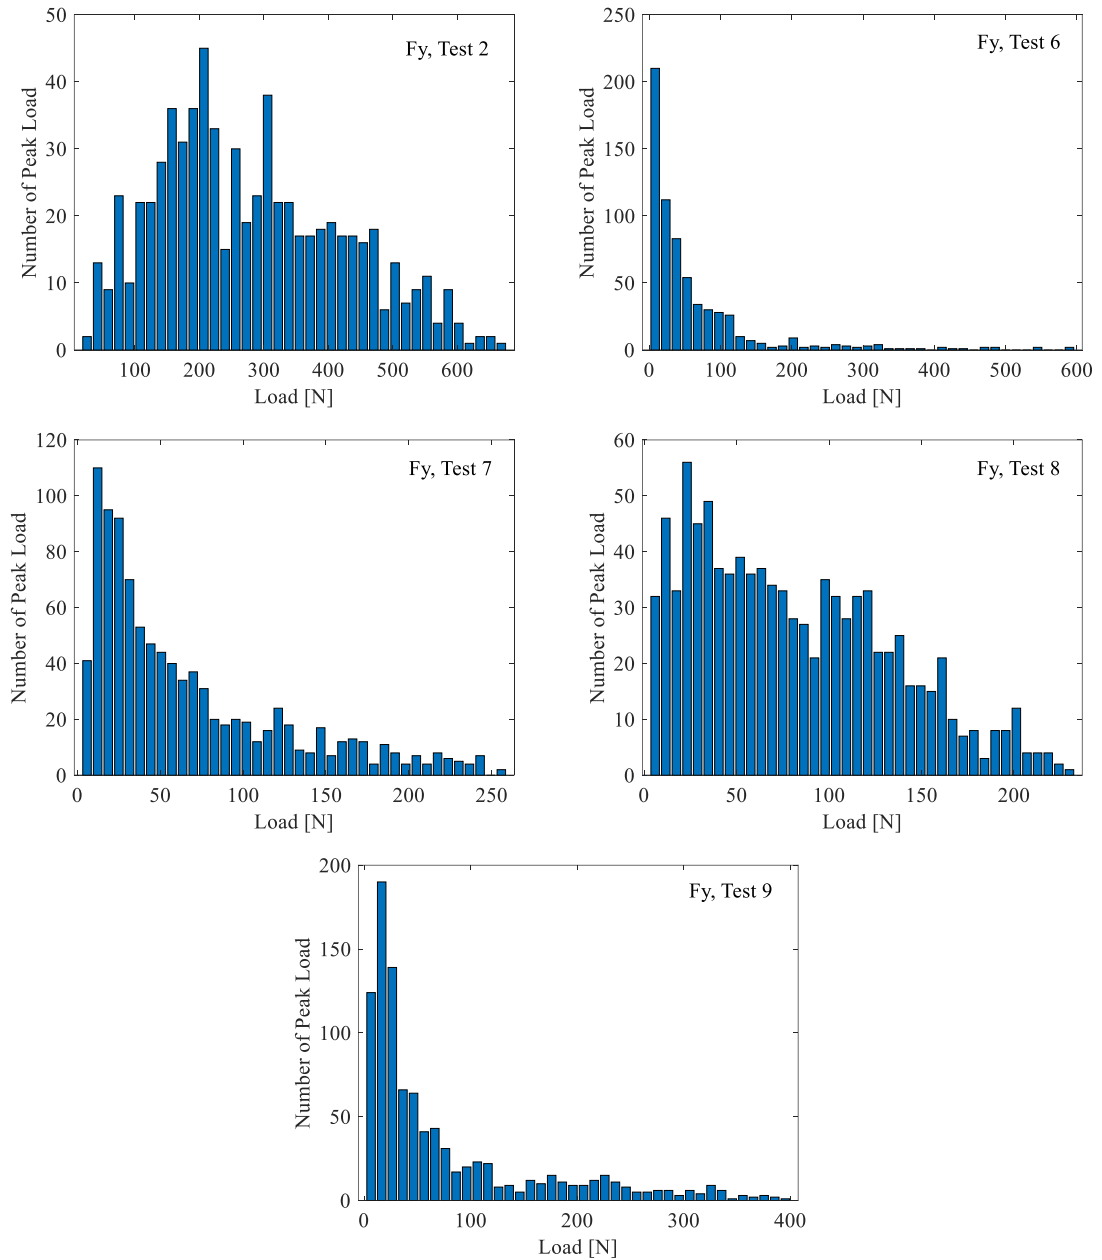 Fy, Test 2
Number of Peak Load
50
40
30
20
10
0
100 200 300 400 500 600
Load [N]
Fy, Test 6
Number of Peak Load
250
200
150
100
50
0
0 100 200 300 400 500 600
Load [N]
Fy, Test 7
Number of Peak Load
120
100
80
60
40
20
0
0 50 100 150 200 250
Load [N]
Fy, Test 8
Number of Peak Load
60
50
40
30
20
10
0
0 50 100 150 200
Load [N]
Fy, Test 9
Number of Peak Load
200
150
100
50
0
0 100 200 300 400
Load [N]